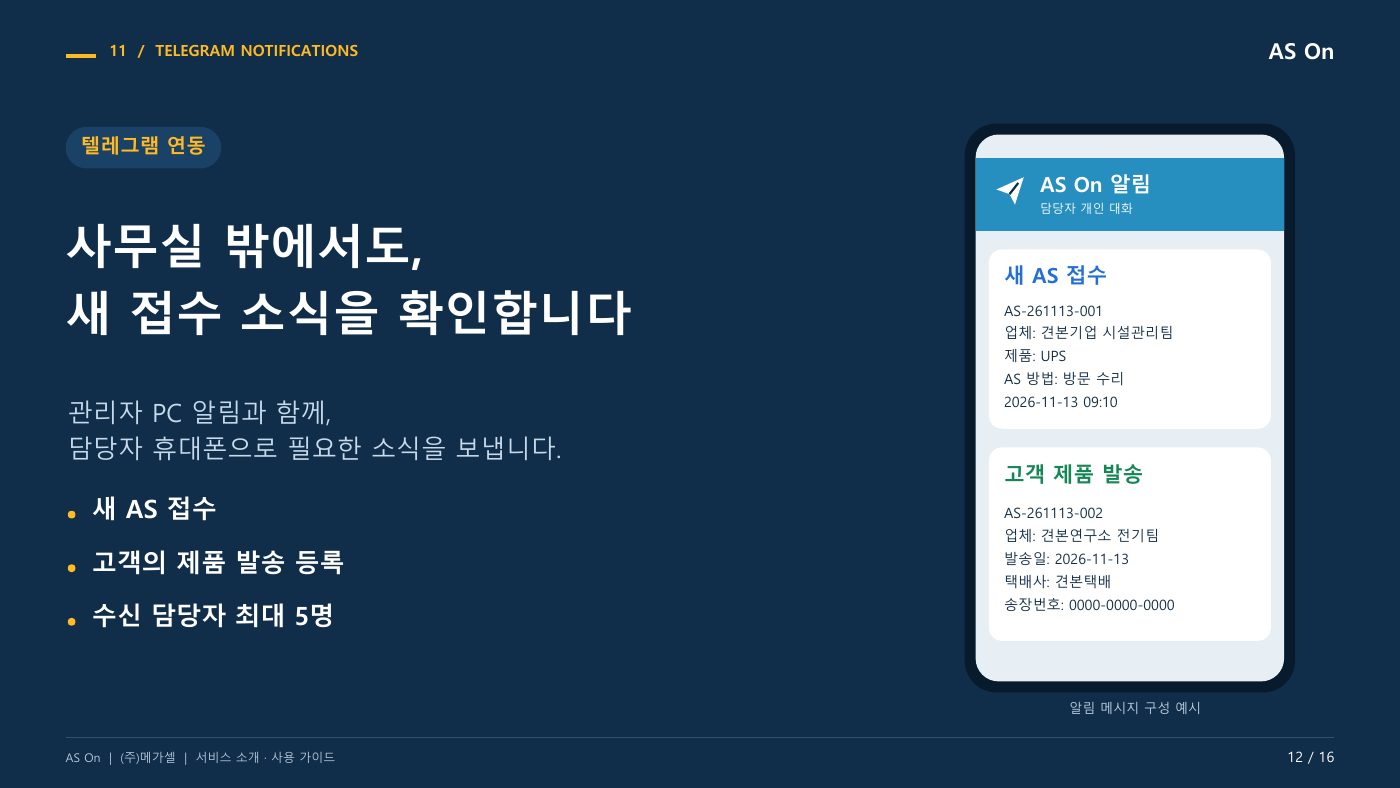 11 / TELEGRAM NOTIFICATIONS
AS On
텔레그램 연동
사무실 밖에서도,
새 접수 소식을 확인합니다
관리자 PC 알림과 함께,
담당자 휴대폰으로 필요한 소식을 보냅니다.
새 AS 접수
고객의 제품 발송 등록
수신 담당자 최대 5명
AS On 알림
담당자 개인 대화
새 AS 접수
AS-261113-001
업체: 견본기업 시설관리팀
제품: UPS
AS 방법: 방문 수리
2026-11-13 09:10
고객 제품 발송
AS-261113-002
업체: 견본연구소 전기팀
발송일: 2026-11-13
택배사: 견본택배
송장번호: 0000-0000-0000
알림 메시지 구성 예시
AS On | (주)메가셀 | 서비스 소개 · 사용 가이드
12 / 16